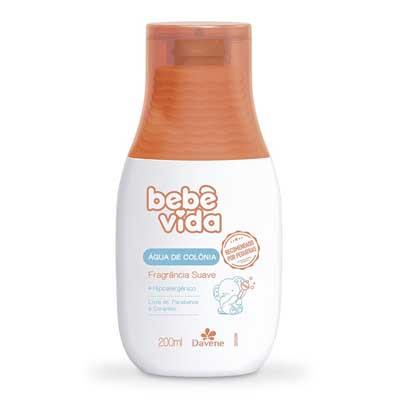 bebê
vida
RECOMENDADO
POR PEDIATRAS
ÁGUA DE COLÔNIA
Fragrância Suave
+Hipoalergênico
Livre de Parabenos
e Corantes
200ml
Davene